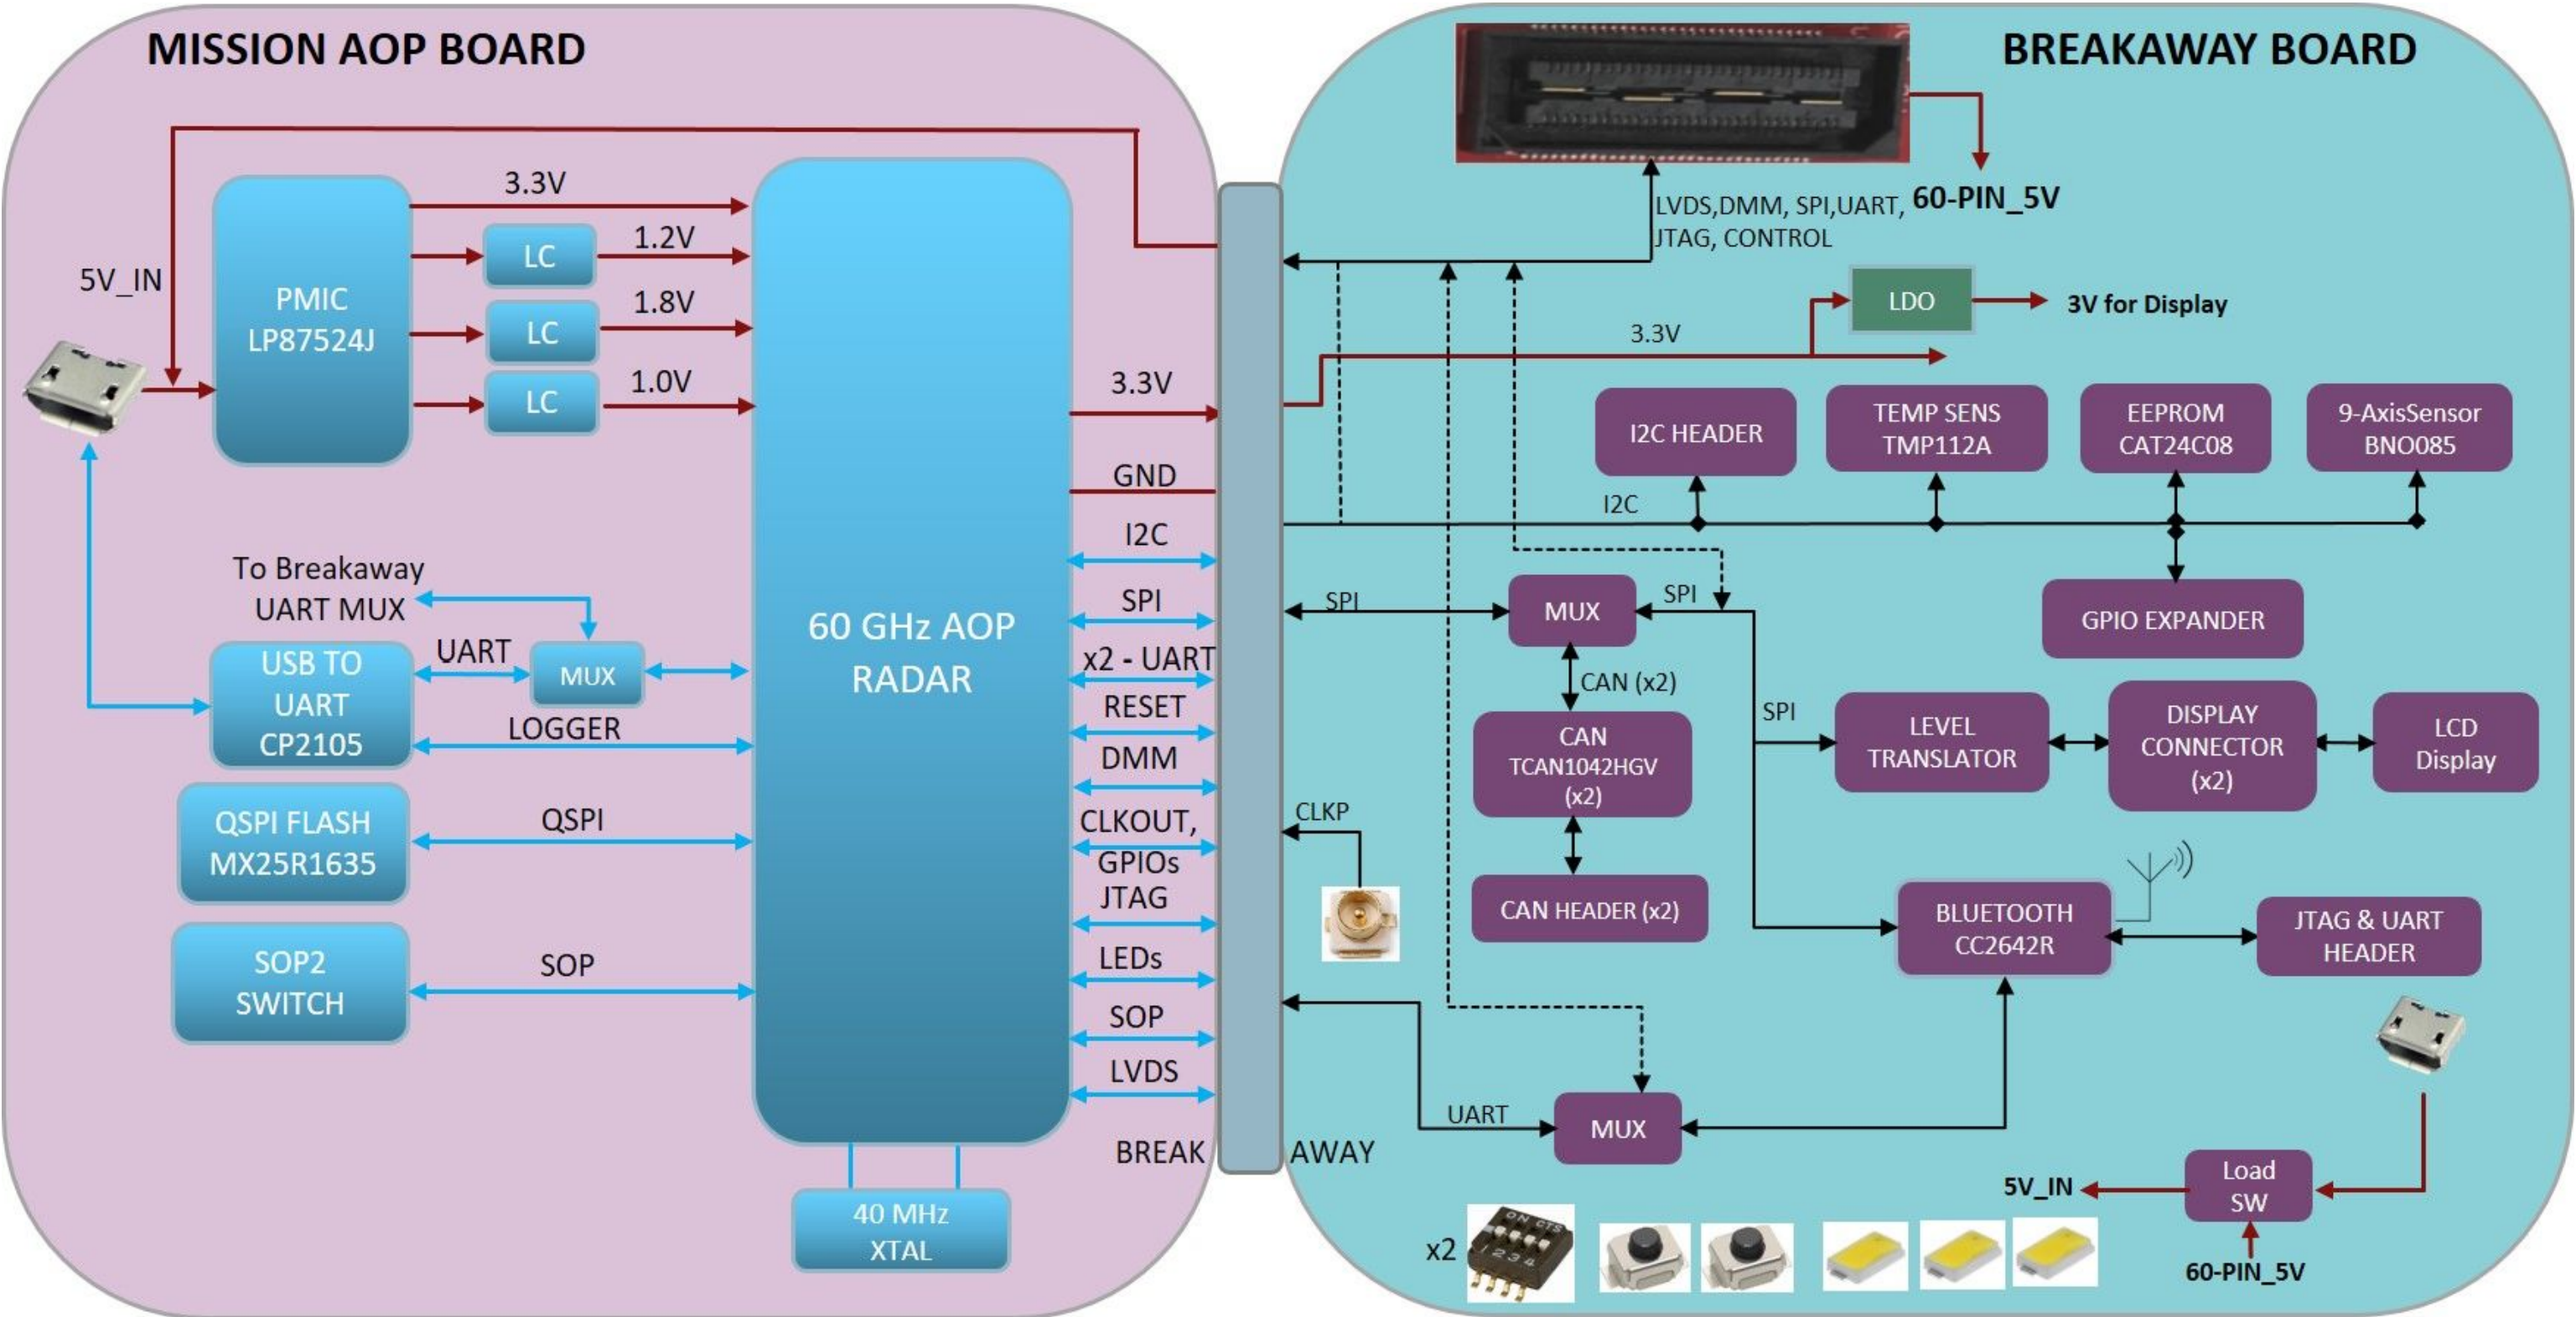 MISSION AOP BOARD
5V_IN
PMIC
LP87524J
3.3V
LC
1.2V
LC
1.8V
LC
1.0V
60 GHz AOP
RADAR
To Breakaway
UART MUX
USB TO
UART
CP2105
UART
MUX
LOGGER
QSPI FLASH
MX25R1635
QSPI
SOP2
SWITCH
SOP
40 MHz
XTAL
3.3V
GND
I2C
SPI
x2 - UART
RESET
DMM
CLKOUT,
GPIOs
JTAG
LEDs
SOP
LVDS
BREAK
AWAY
BREAKAWAY BOARD
LVDS,DMM, SPI,UART,
JTAG, CONTROL
60-PIN_5V
LDO
3V for Display
3.3V
I2C HEADER
TEMP SENS
TMP112A
EEPROM
CAT24C08
9-AxisSensor
BNO085
I2C
GPIO EXPANDER
SPI
MUX
SPI
CAN (x2)
CAN
TCAN1042HGV
(x2)
CAN HEADER (x2)
SPI
LEVEL
TRANSLATOR
DISPLAY
CONNECTOR
(x2)
LCD
Display
CLKP
BLUETOOTH
CC2642R
JTAG & UART
HEADER
UART
MUX
5V_IN
Load
SW
60-PIN_5V
x2
ON CTS
1 2 3 4